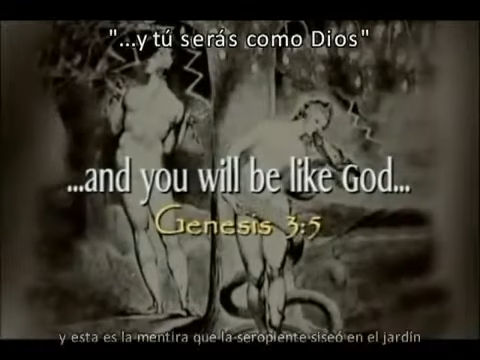 "...y tú serás como Dios"
...and you will be like God...
Genesis 3:5
y esta es la mentira que la seropiente siseó en el jardín